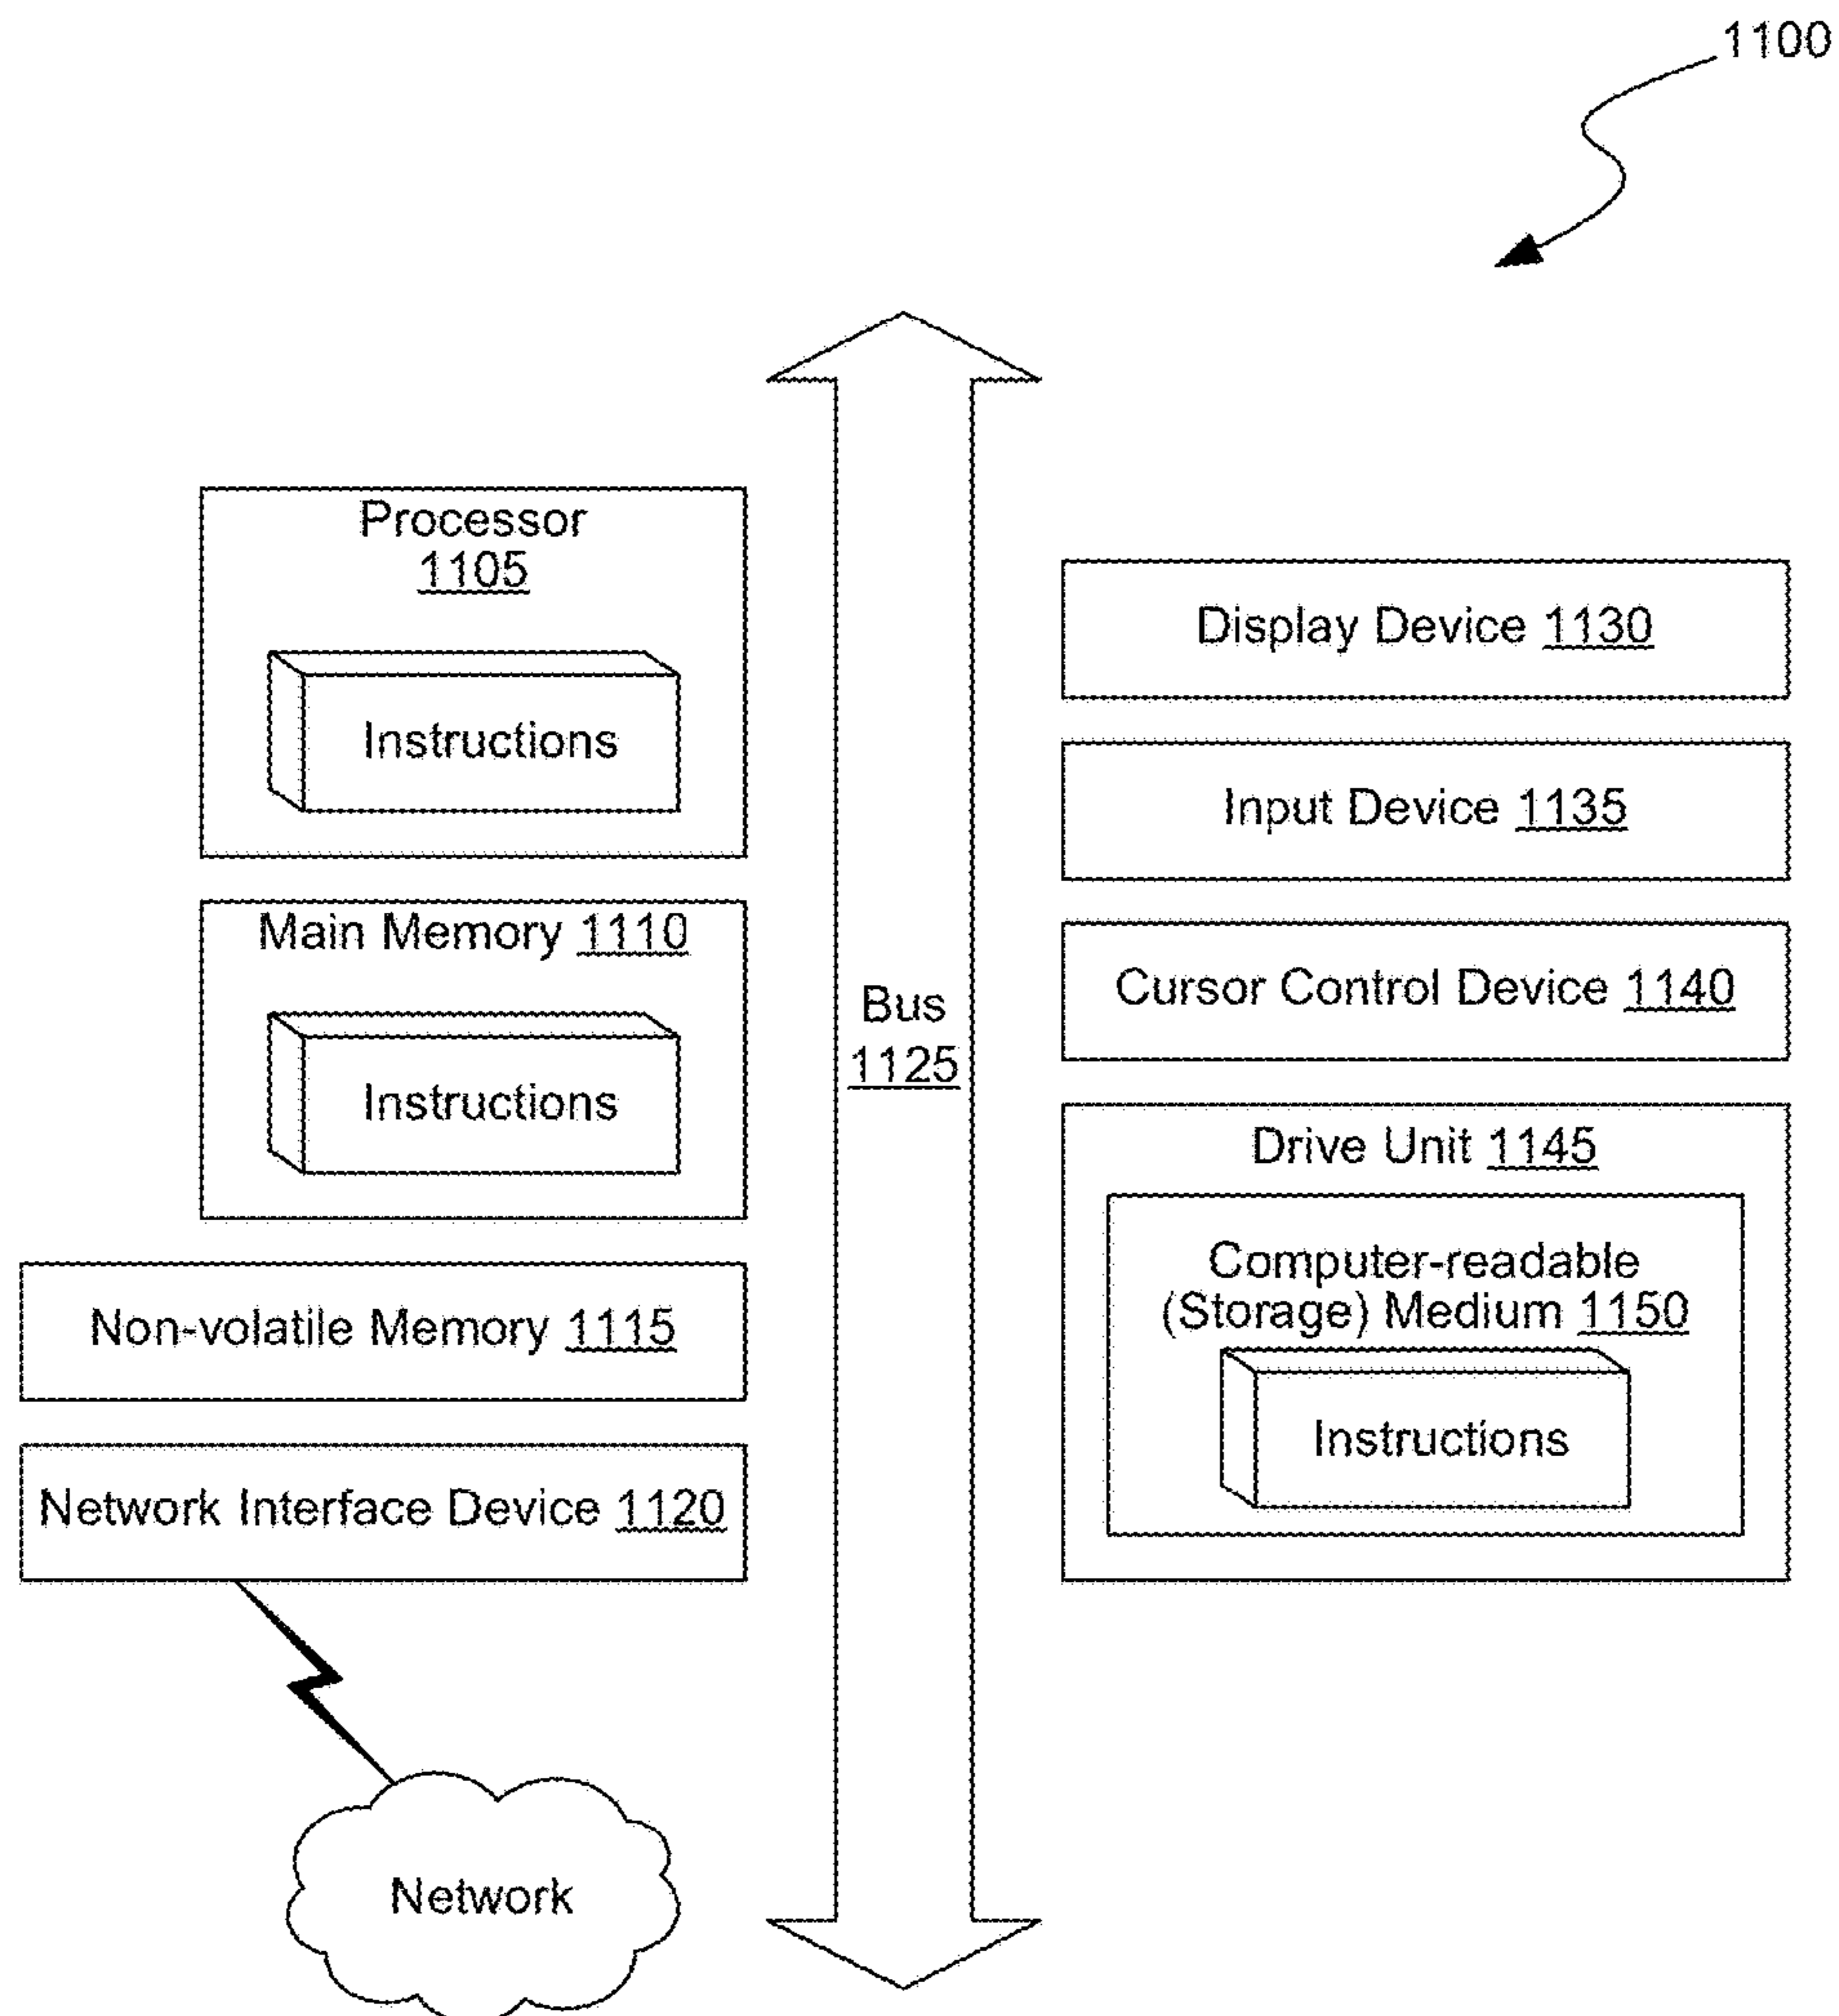 1100
Processor
1105
Instructions
Main Memory 1110
Instructions
Non-volatile Memory 1115
Network Interface Device 1120
Network
Bus
1125
Display Device 1130
Input Device 1135
Cursor Control Device 1140
Drive Unit 1145
Computer-readable
(Storage) Medium 1150
Instructions